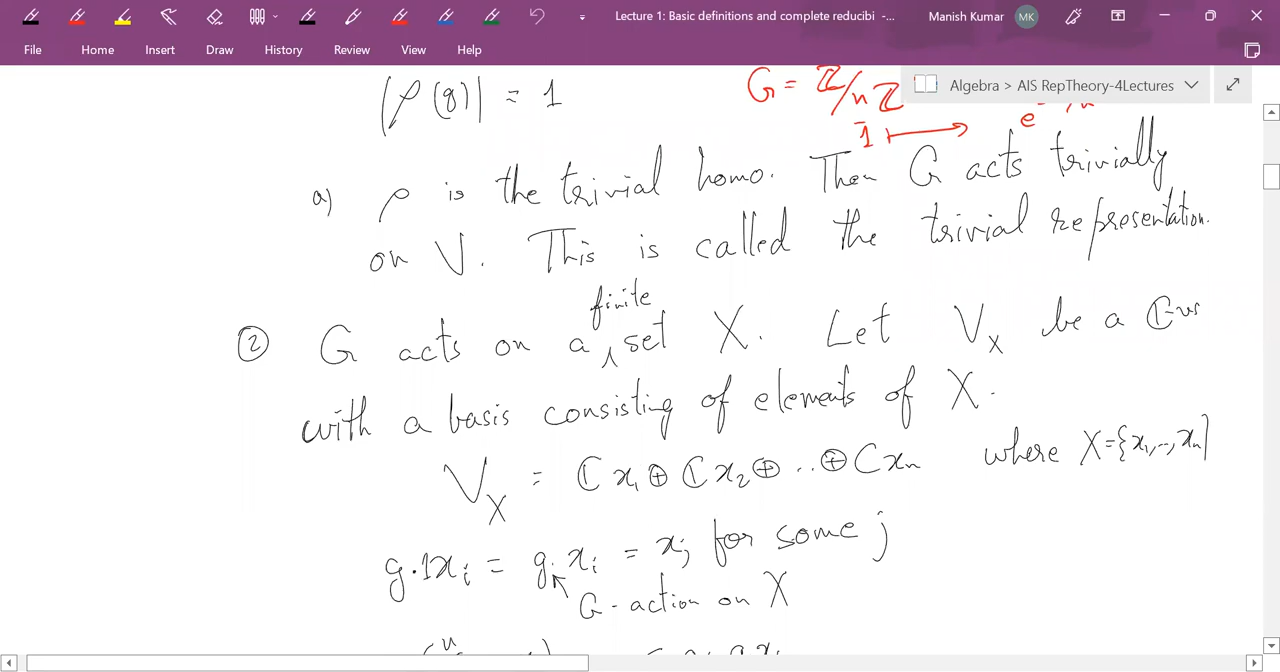 Lecture 1: Basic definitions and complete reducibi -...
Manish Kumar MK
File Home Insert Draw History Review View Help
Algebra > AIS RepTheory-4Lectures
|ρ(g)| = 1
G = ℤ/nℤ
1̄ ↦ e
a) ρ is the trivial homo. Then G acts trivially
on V. This is called the trivial representation.
② G acts on a finite set X. Let V_X be a ℂ-vs
with a basis consisting of elements of X.
V_X = ℂx₁ ⊕ ℂx₂ ⊕ ... ⊕ ℂxₙ where X = {x₁, .., xₙ}
g.1xᵢ = g.xᵢ = xⱼ for some j
G-action on X